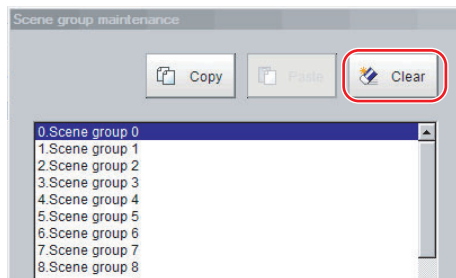 Scene group maintenance
Copy
Paste
Clear
0.Scene group 0
1.Scene group 1
2.Scene group 2
3.Scene group 3
4.Scene group 4
5.Scene group 5
6.Scene group 6
7.Scene group 7
8.Scene group 8